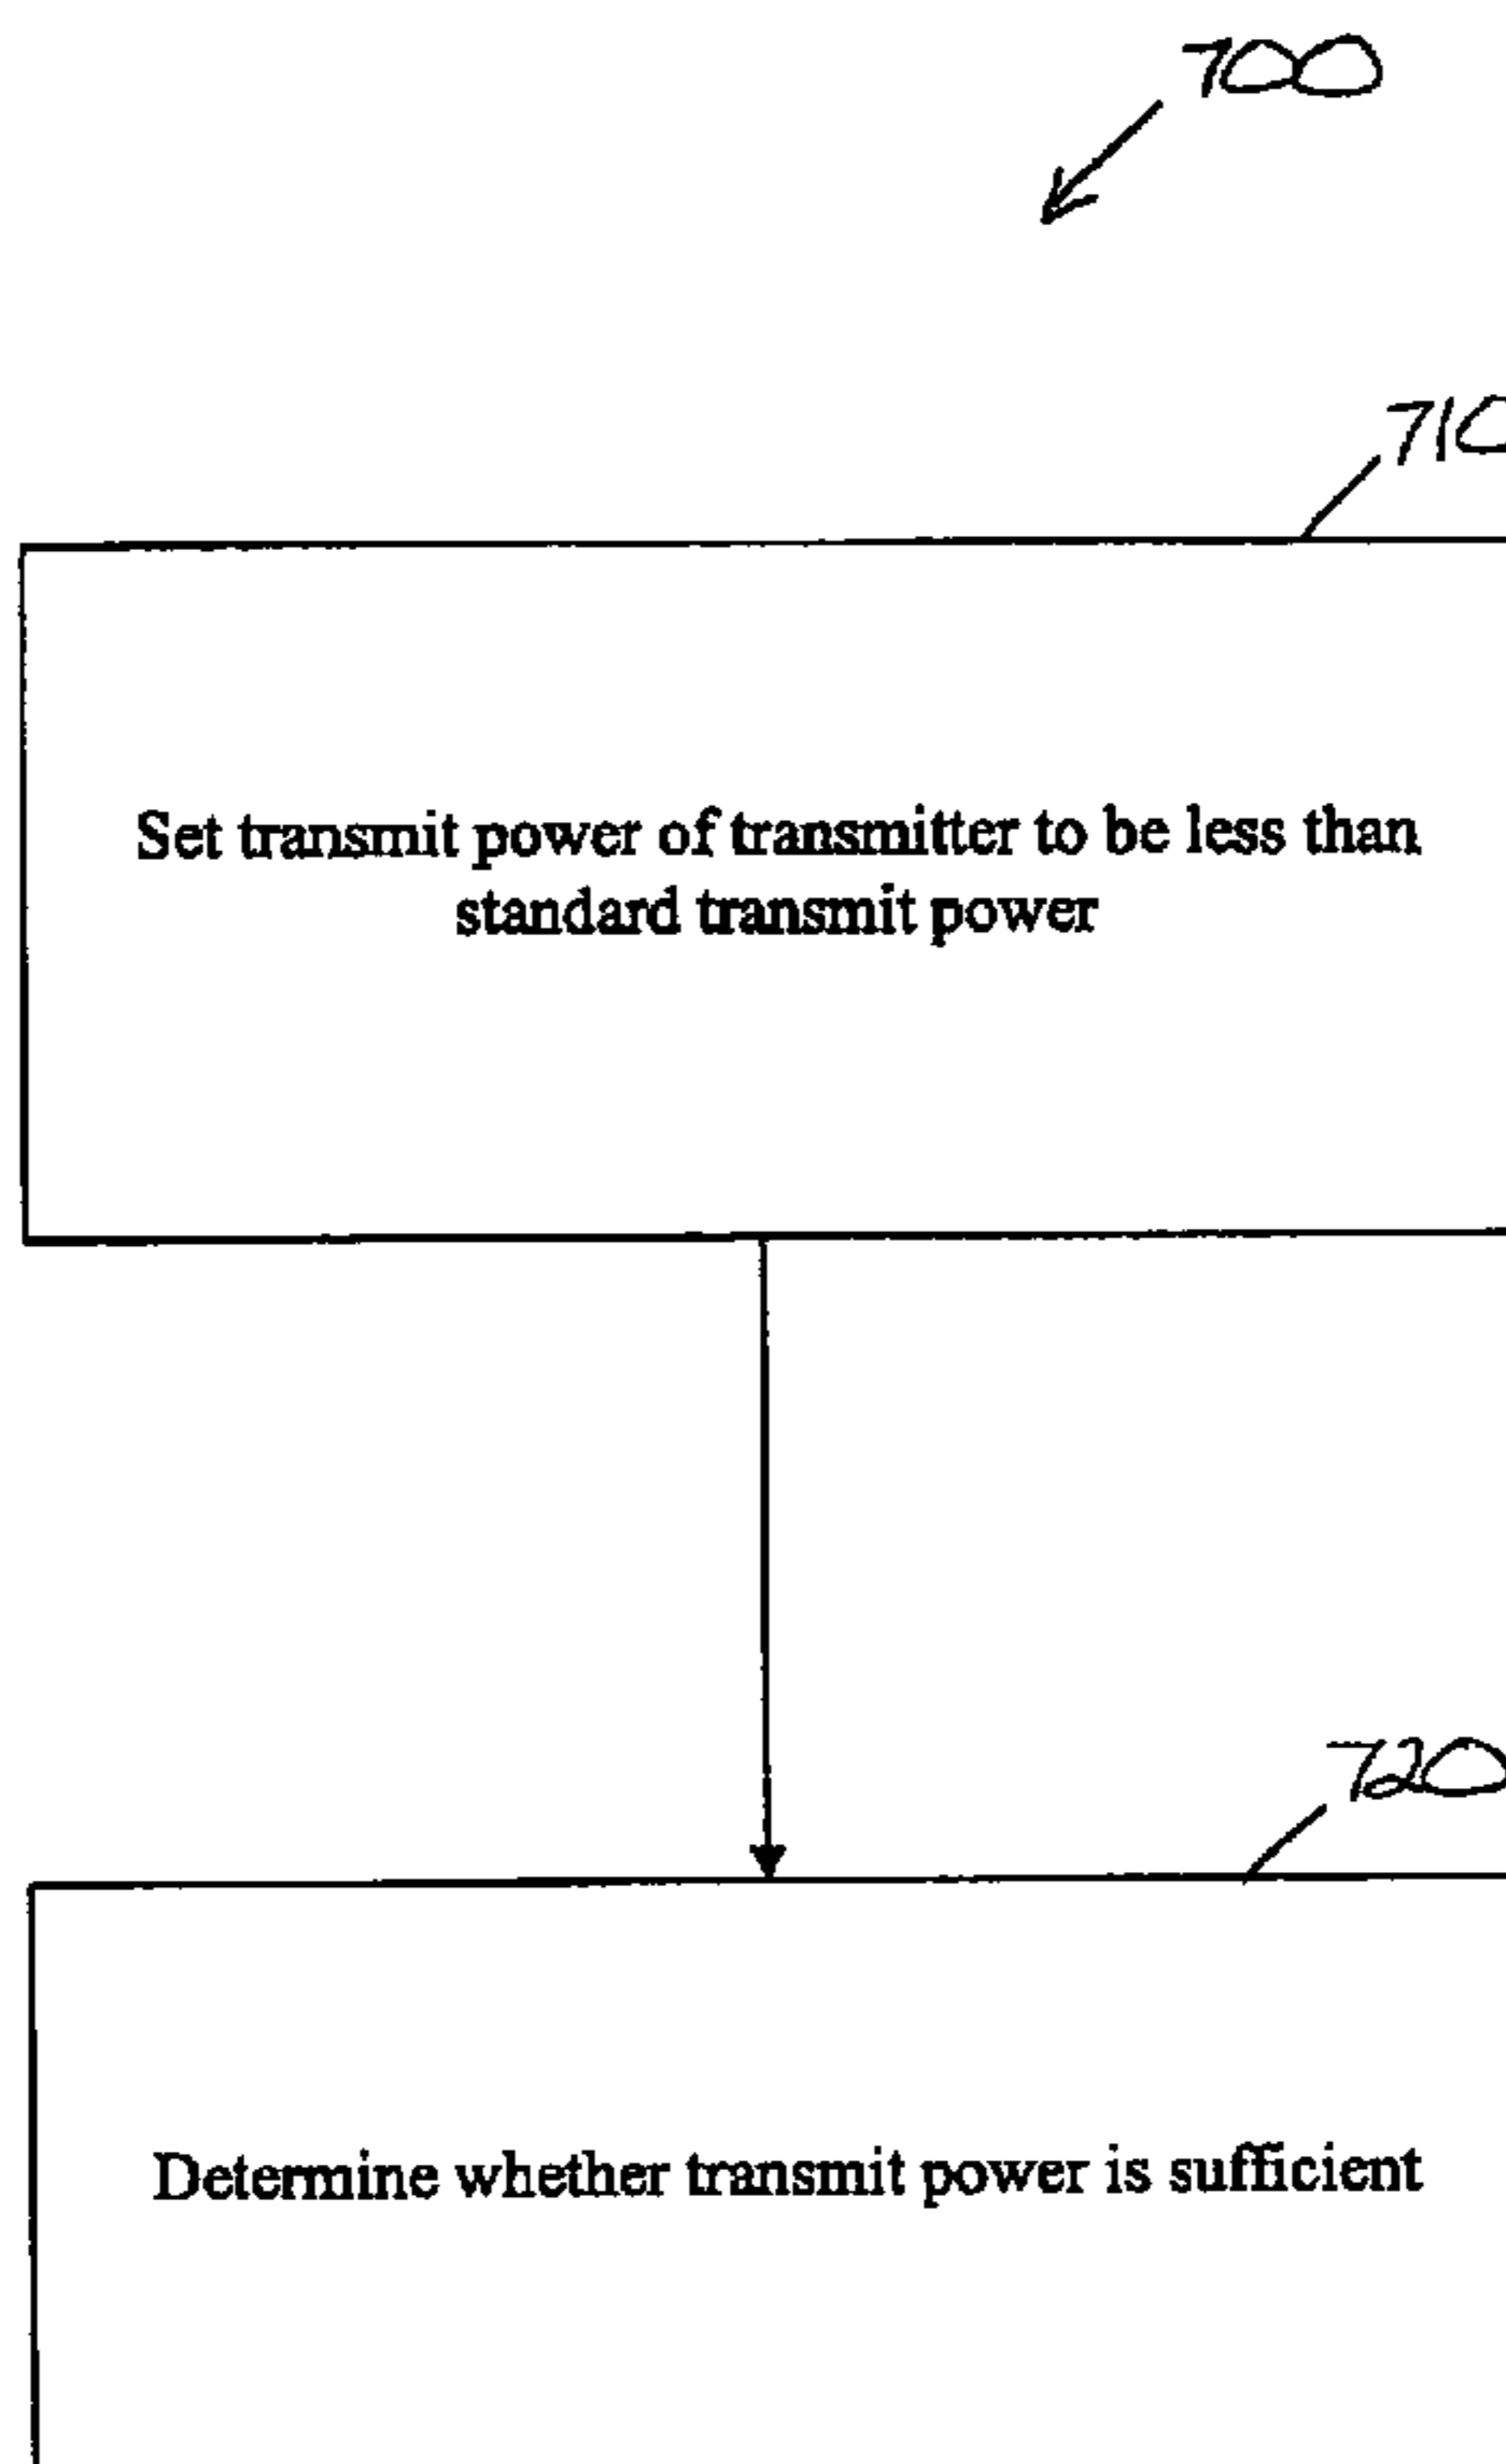 700
710
Set transmit power of transmitter to be less than
standard transmit power
720
Determine whether transmit power is sufficient